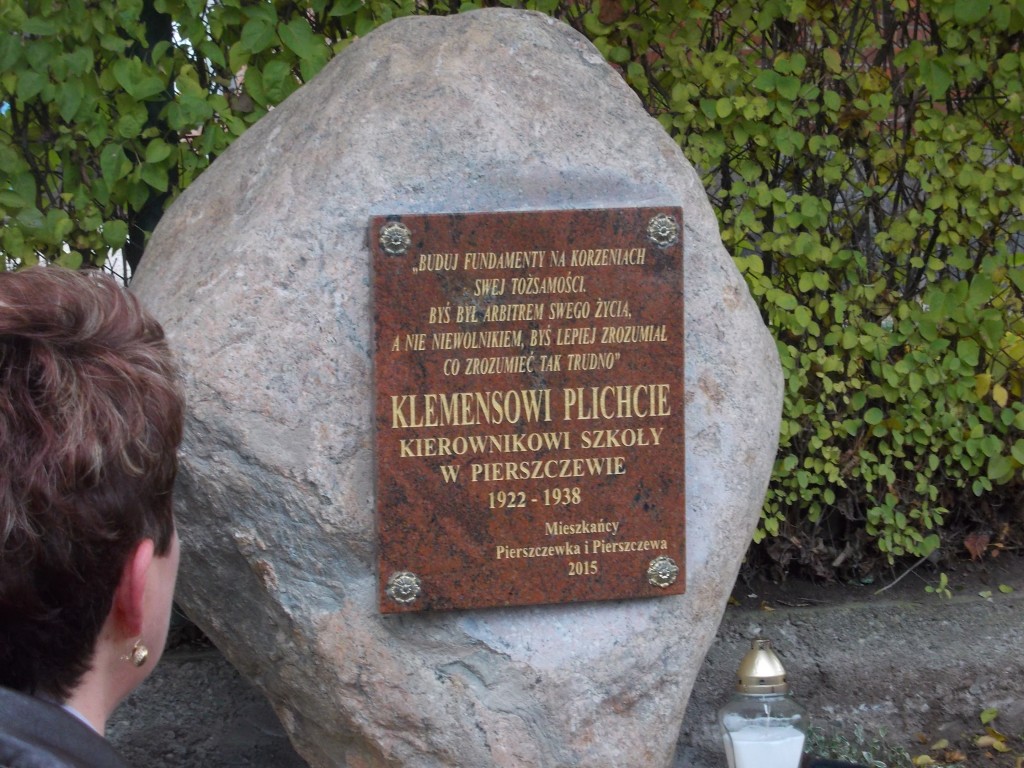 „BUDUJ FUNDAMENTY NA KORZENIACH
SWEJ TOŻSAMOŚCI.
BYŚ BYŁ ARBITREM SWEGO ŻYCIA,
A NIE NIEWOLNIKIEM, BYŚ LEPIEJ ZROZUMIAŁ
CO ZROZUMIEĆ TAK TRUDNO”
KLEMENSOWI PLICHCIE
KIEROWNIKOWI SZKOŁY
W PIERSZCZEWIE
1922 - 1938
Mieszkańcy
Pierszczewka i Pierszczewa
2015